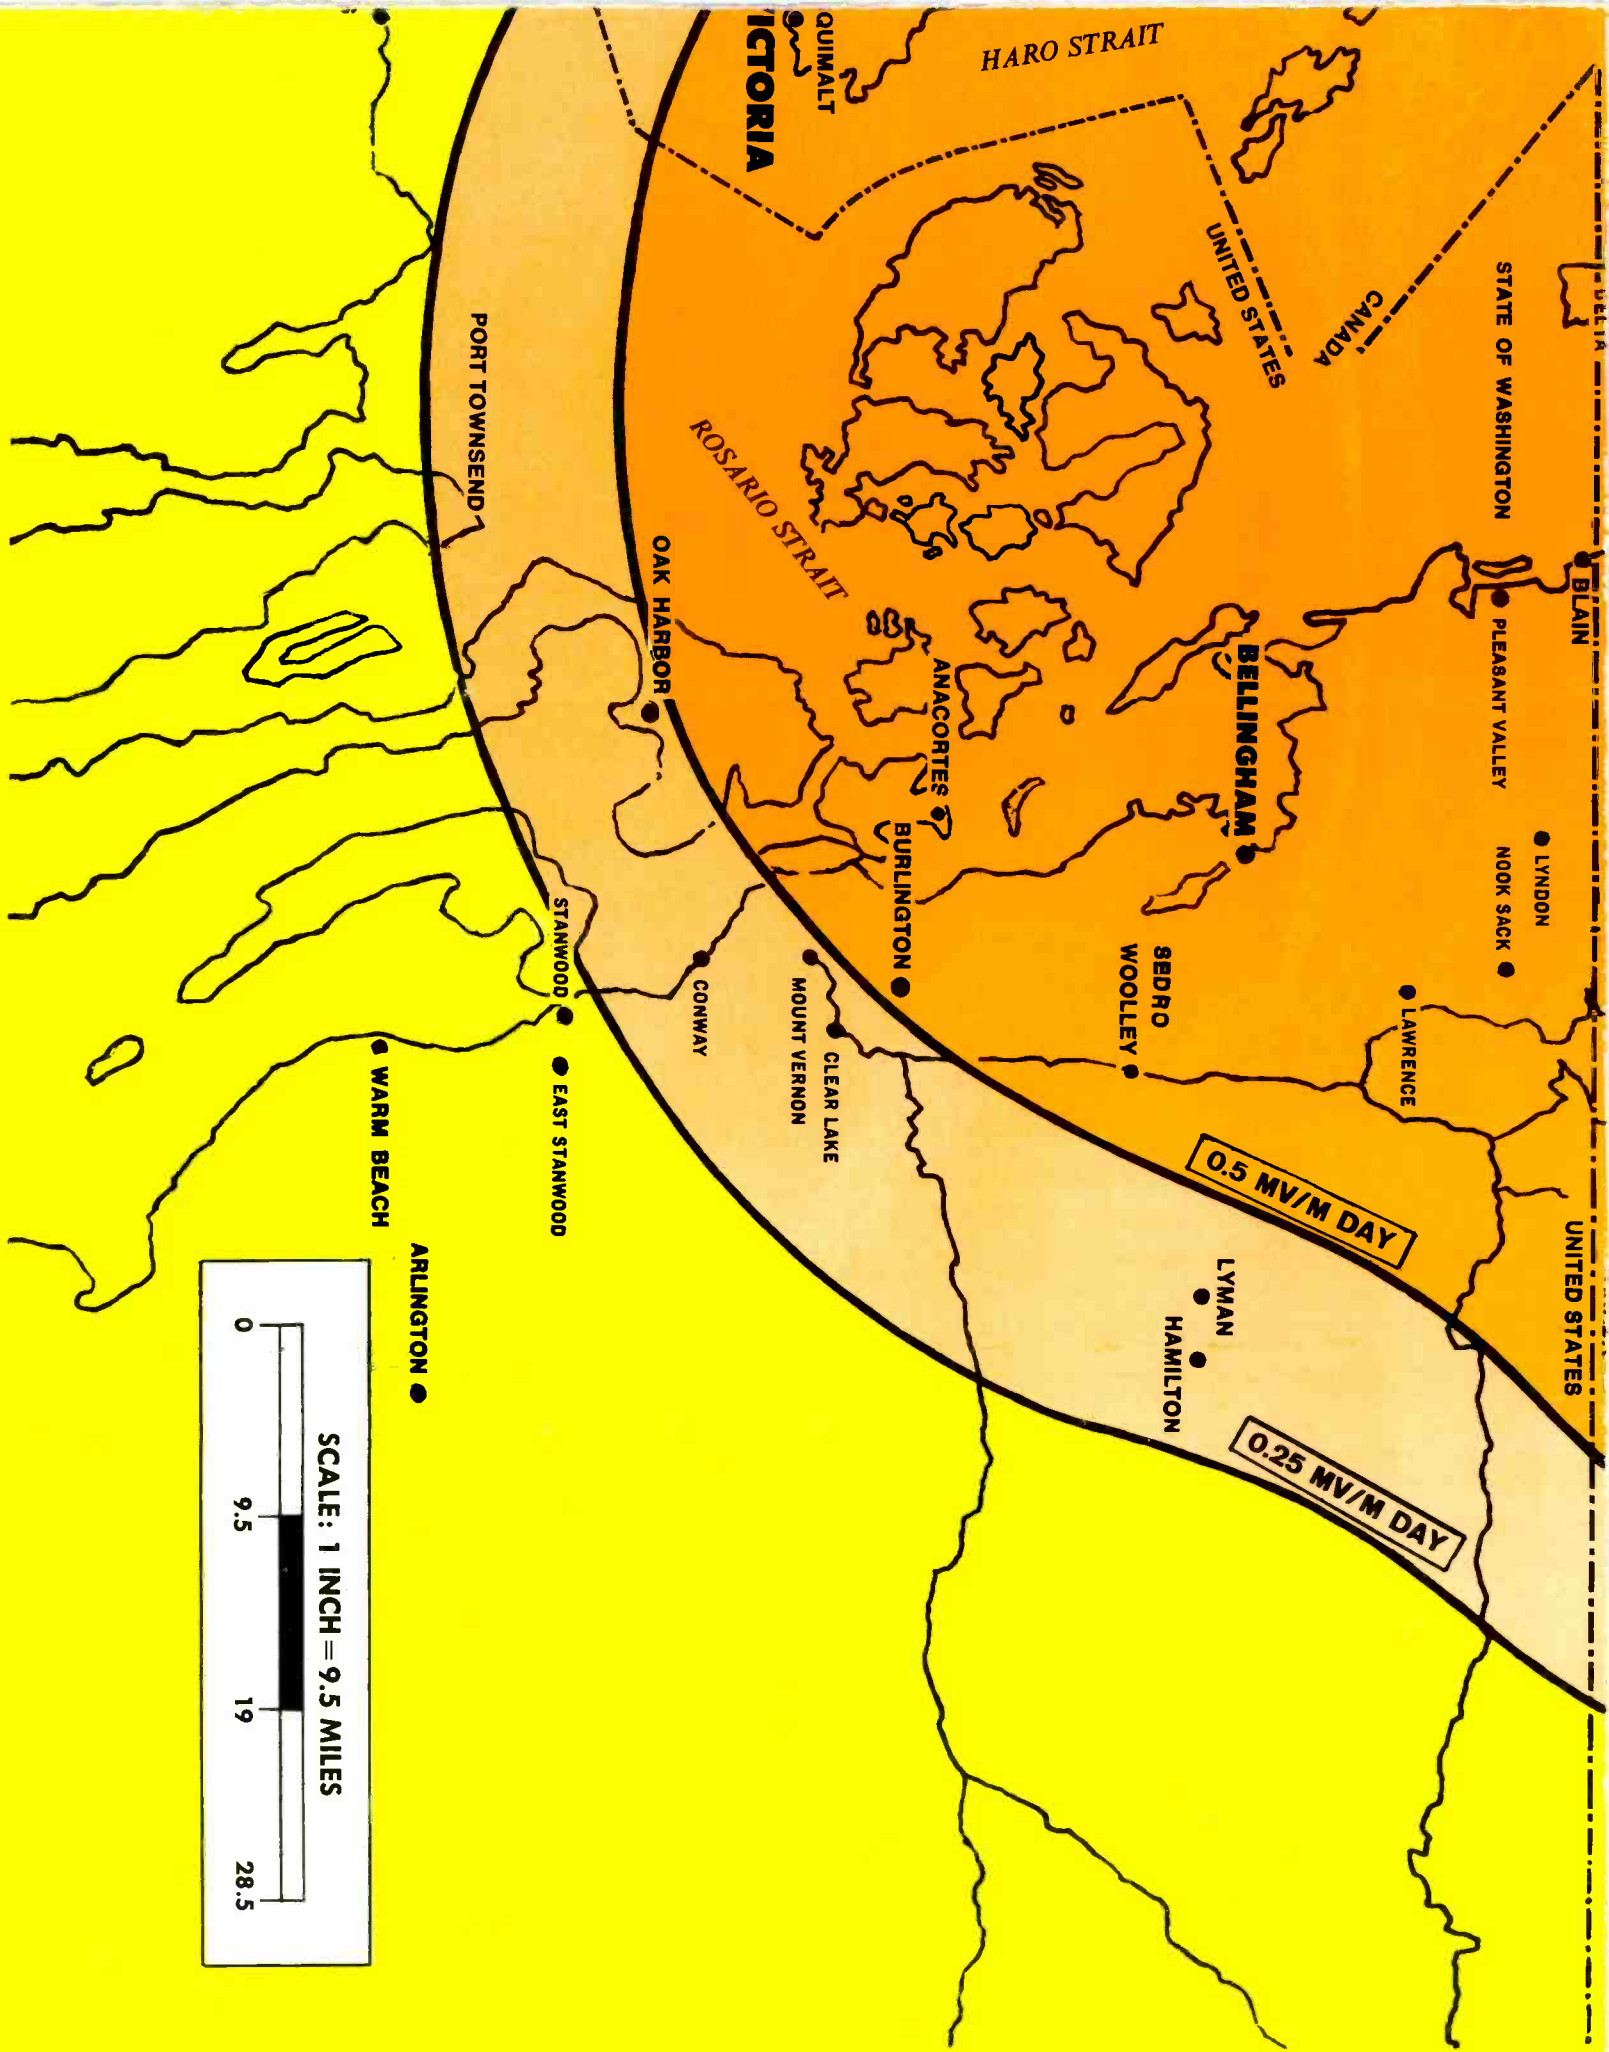 DELTA
UNITED STATES
BLAIN
LYNDON
STATE OF WASHINGTON
PLEASANT VALLEY
NOOK SACK
LAWRENCE
CANADA
UNITED STATES
0.5 MV/M DAY
0.25 MV/M DAY
BELLINGHAM
LYMAN
HAMILTON
HARO STRAIT
SEDRO
WOOLLEY
ANACORTES
BURLINGTON
QUIMALT
ICTORIA
ROSARIO STRAIT
CLEAR LAKE
MOUNT VERNON
CONWAY
OAK HARBOR
STANWOOD
EAST STANWOOD
PORT TOWNSEND
ARLINGTON
WARM BEACH
SCALE: 1 INCH = 9.5 MILES
0 9.5 19 28.5